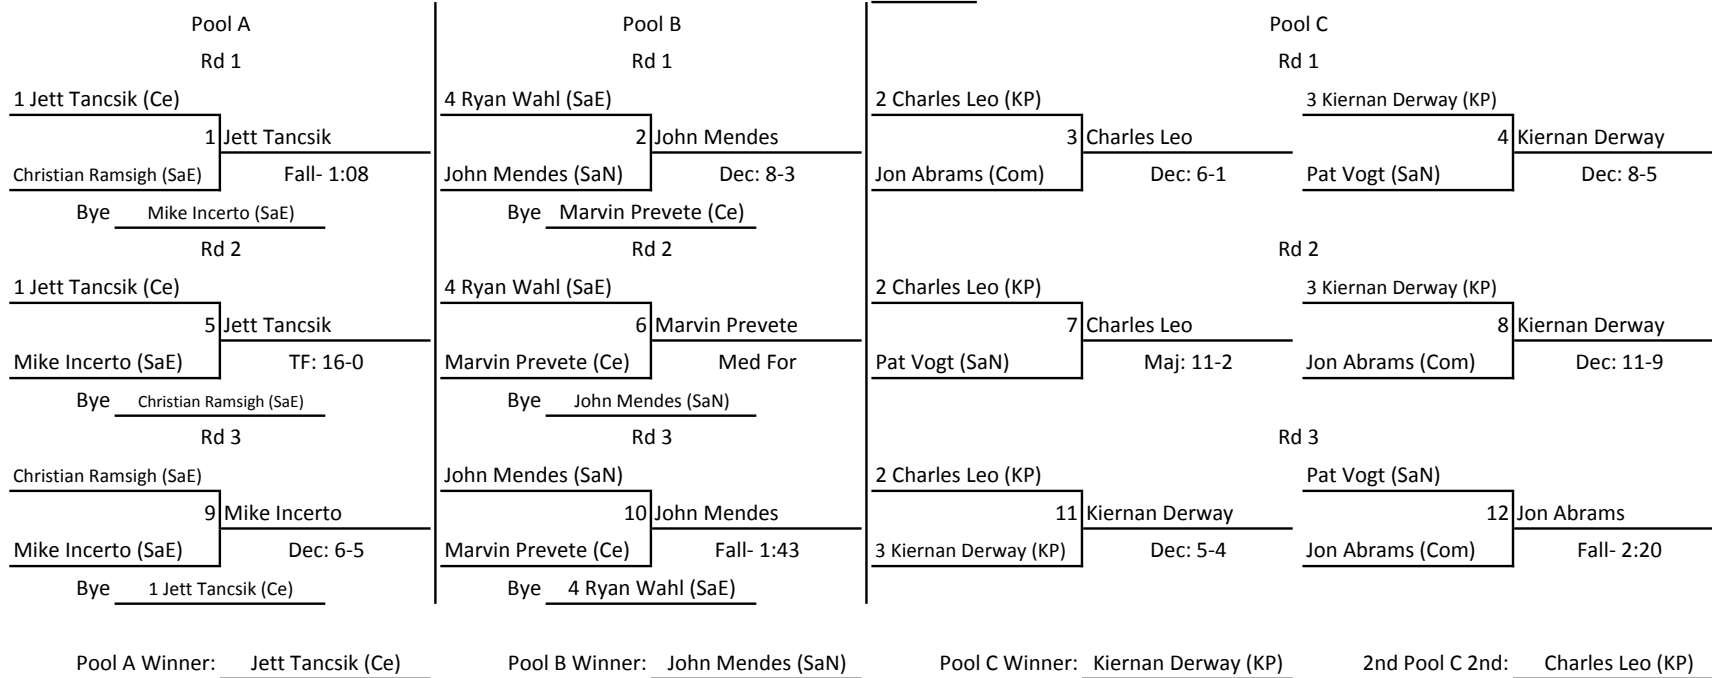 Pool A Pool B Pool C
Rd 1 Rd 1 Rd 1
1 Jett Tancsik (Ce) 4 Ryan Wahl (SaE) 2 Charles Leo (KP) 3 Kiernan Derway (KP)
1 Jett Tancsik 2 John Mendes 3 Charles Leo 4 Kiernan Derway
Christian Ramsigh (SaE) Fall- 1:08 John Mendes (SaN) Dec: 8-3 Jon Abrams (Com) Dec: 6-1 Pat Vogt (SaN) Dec: 8-5
Bye Mike Incerto (SaE) Bye Marvin Prevete (Ce)
Rd 2 Rd 2 Rd 2
1 Jett Tancsik (Ce) 4 Ryan Wahl (SaE) 2 Charles Leo (KP) 3 Kiernan Derway (KP)
5 Jett Tancsik 6 Marvin Prevete 7 Charles Leo 8 Kiernan Derway
Mike Incerto (SaE) TF: 16-0 Marvin Prevete (Ce) Med For Pat Vogt (SaN) Maj: 11-2 Jon Abrams (Com) Dec: 11-9
Bye Christian Ramsigh (SaE) Bye John Mendes (SaN)
Rd 3 Rd 3 Rd 3
Christian Ramsigh (SaE) John Mendes (SaN) 2 Charles Leo (KP) Pat Vogt (SaN)
9 Mike Incerto 10 John Mendes 11 Kiernan Derway 12 Jon Abrams
Mike Incerto (SaE) Dec: 6-5 Marvin Prevete (Ce) Fall- 1:43 3 Kiernan Derway (KP) Dec: 5-4 Jon Abrams (Com) Fall- 2:20
Bye 1 Jett Tancsik (Ce) Bye 4 Ryan Wahl (SaE)
Pool A Winner: Jett Tancsik (Ce) Pool B Winner: John Mendes (SaN) Pool C Winner: Kiernan Derway (KP) 2nd Pool C 2nd: Charles Leo (KP)